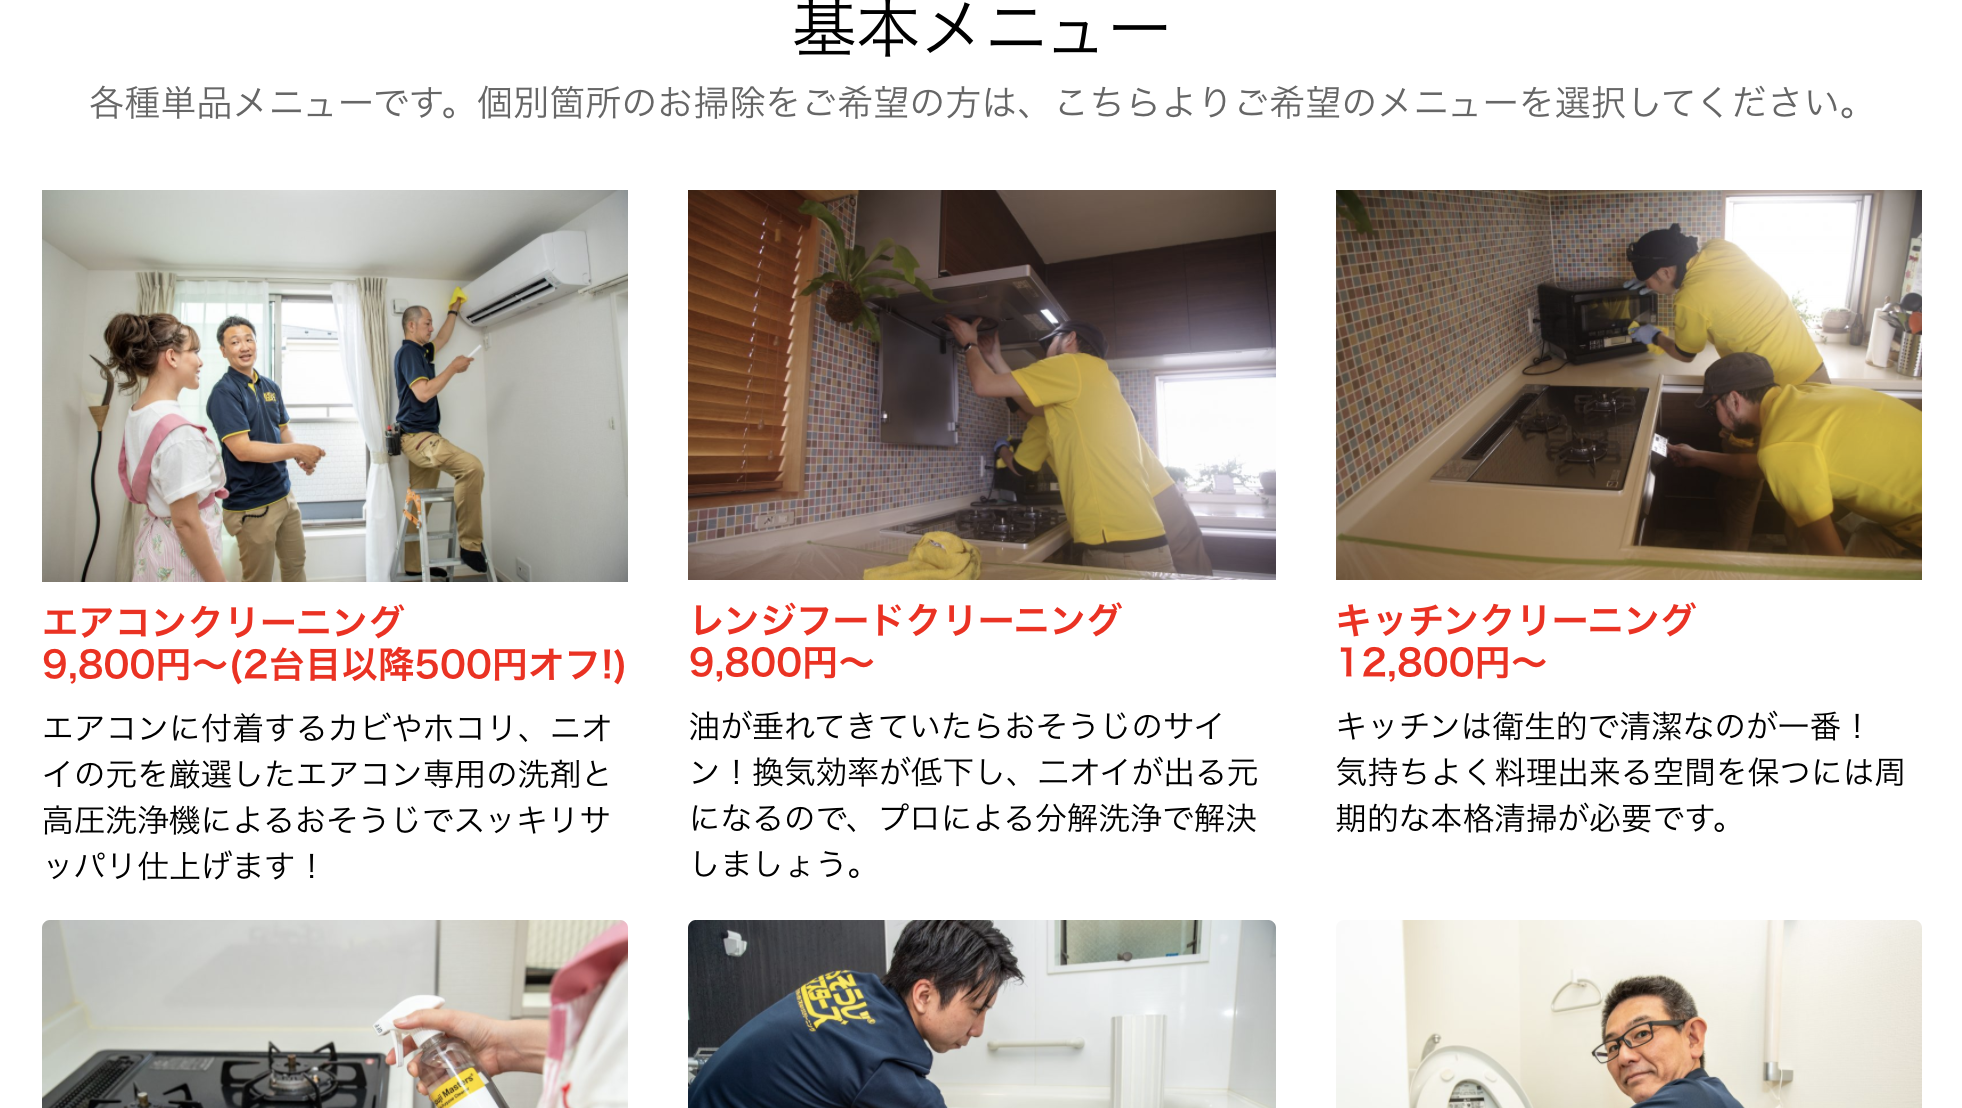 基本メニュー
各種単品メニューです。個別箇所のお掃除をご希望の方は、こちらよりご希望のメニューを選択してください。
エアコンクリーニング
9,800円〜(2台目以降500円オフ!)
エアコンに付着するカビやホコリ、ニオ
イの元を厳選したエアコン専用の洗剤と
高圧洗浄機によるおそうじでスッキリサ
ッパリ仕上げます！
レンジフードクリーニング
9,800円〜
油が垂れてきていたらおそうじのサイ
ン！換気効率が低下し、ニオイが出る元
になるので、プロによる分解洗浄で解決
しましょう。
キッチンクリーニング
12,800円〜
キッチンは衛生的で清潔なのが一番！
気持ちよく料理出来る空間を保つには周
期的な本格清掃が必要です。
おそうじ
マスターズ